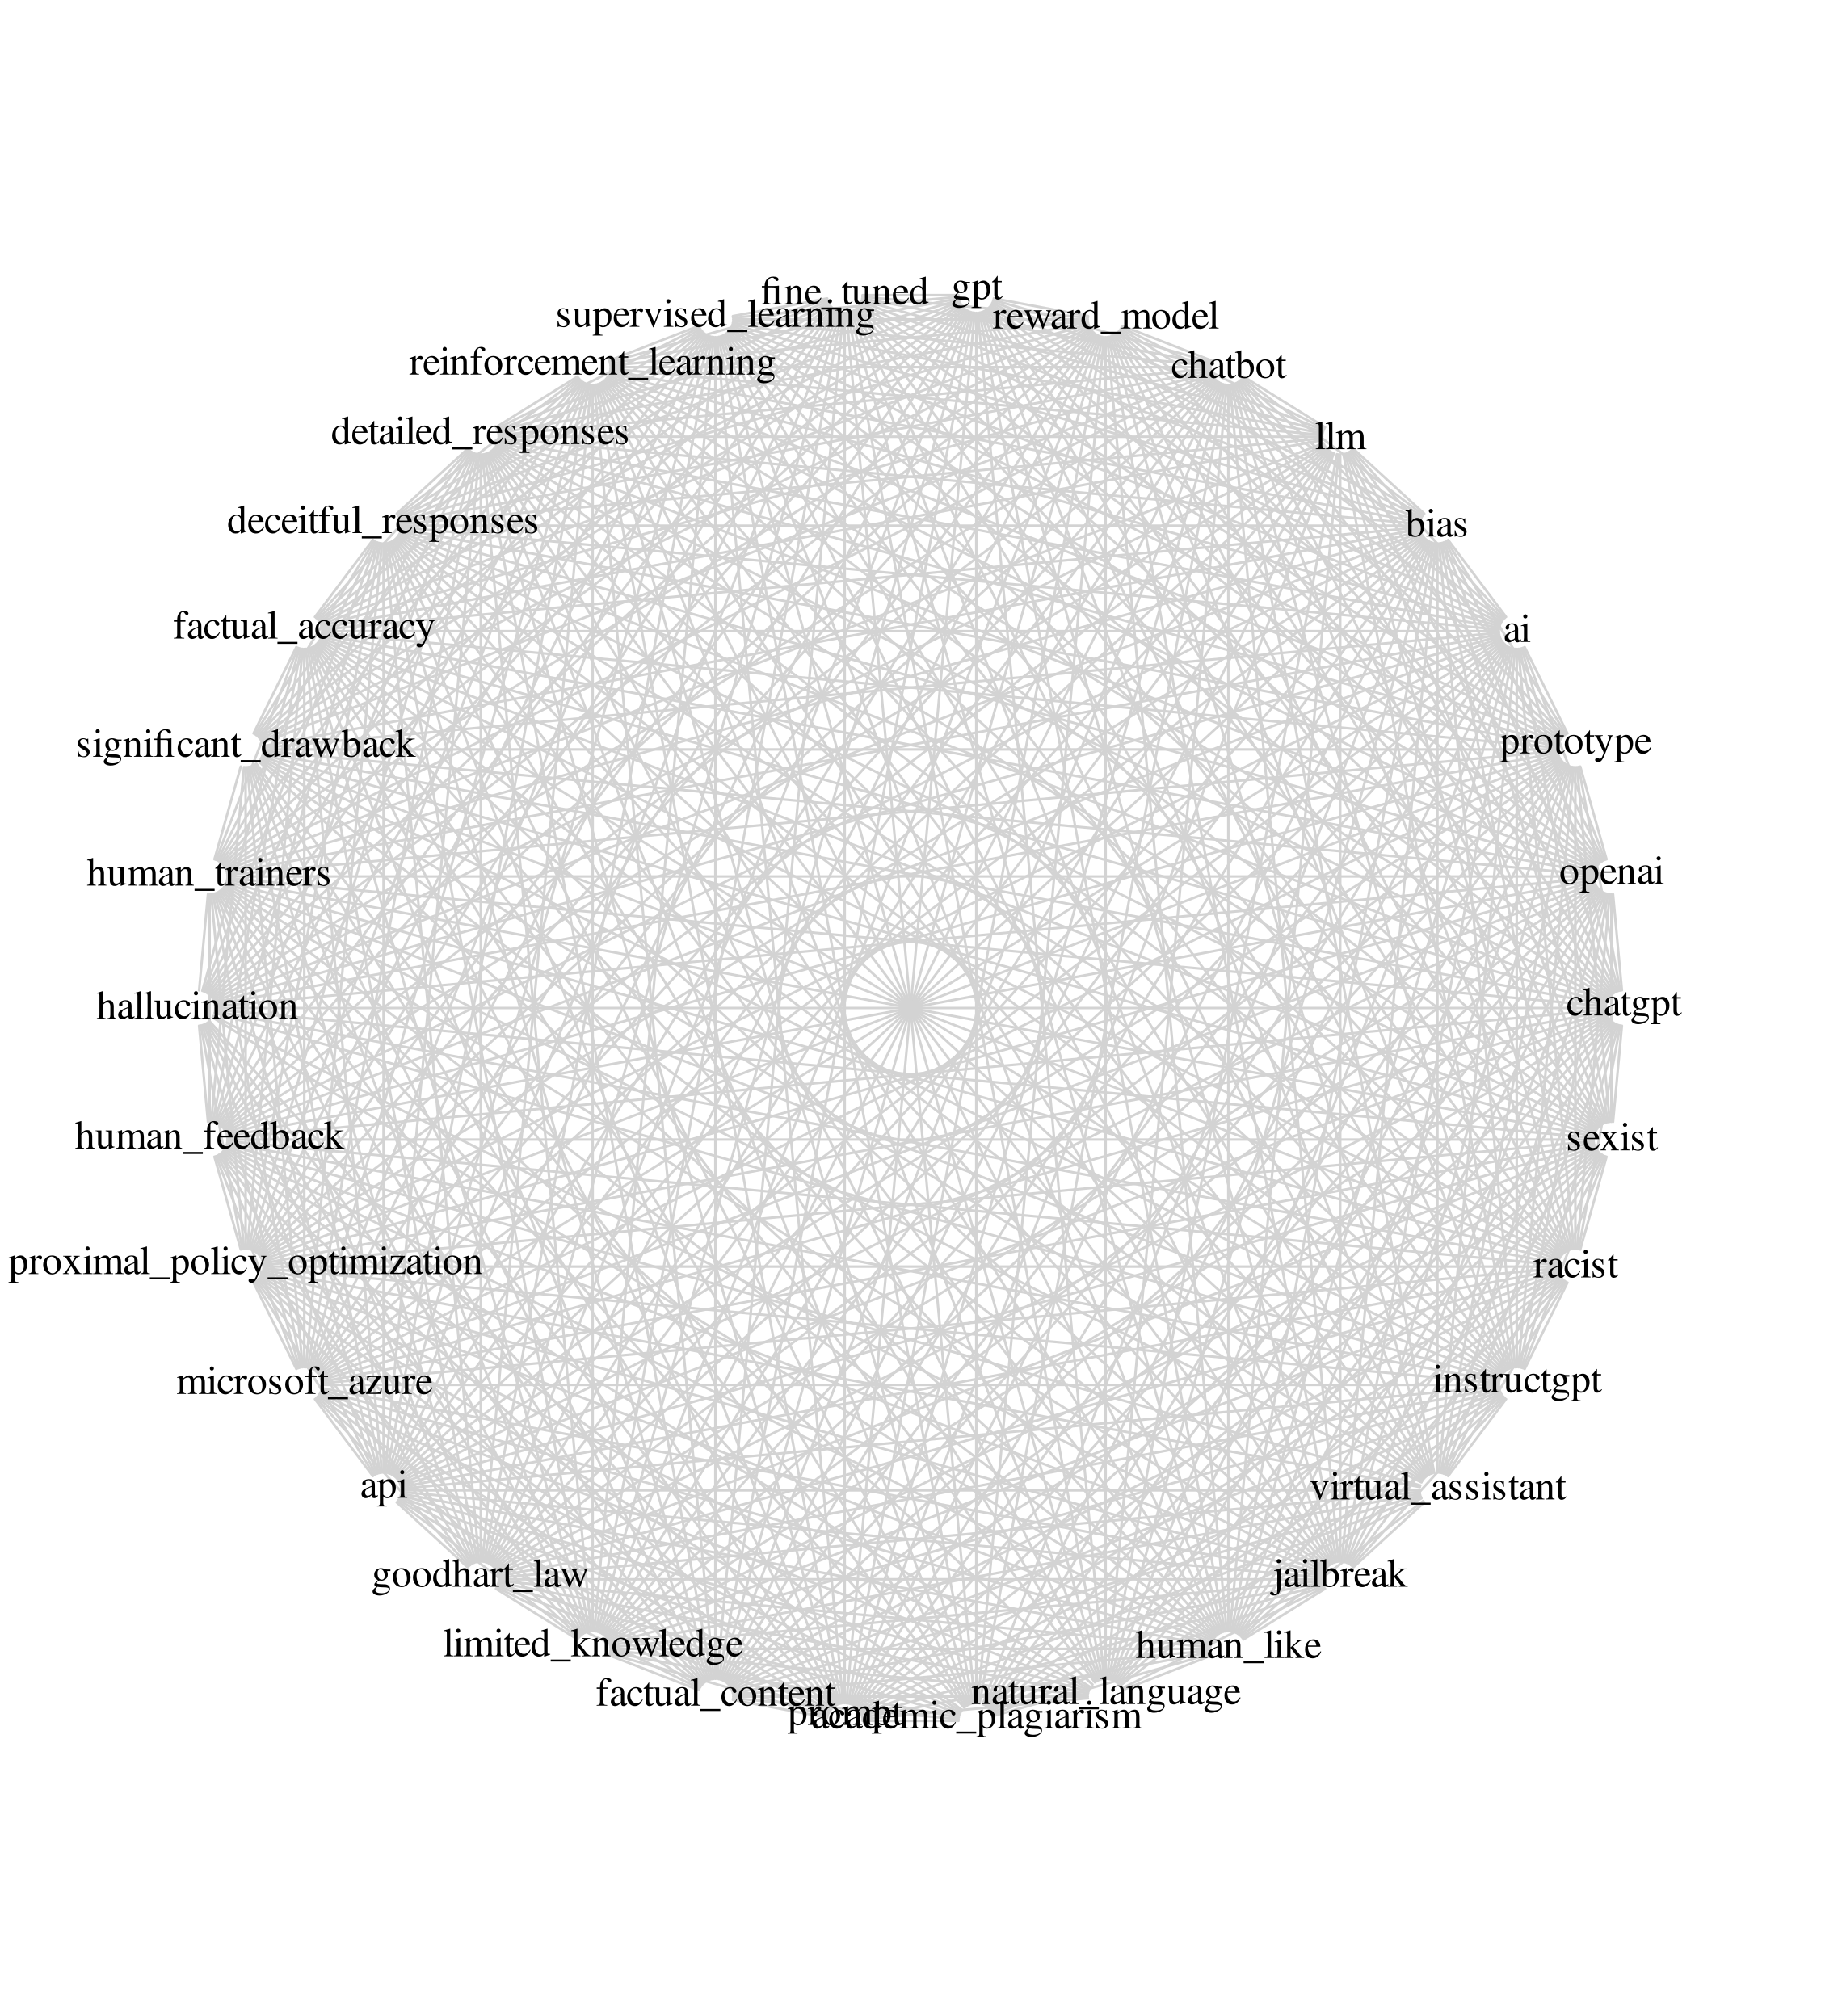 gpt
fine_tuned
supervised_learning
reward_model
reinforcement_learning
chatbot
detailed_responses
llm
deceitful_responses
bias
factual_accuracy
ai
significant_drawback
prototype
human_trainers
openai
hallucination
chatgpt
human_feedback
sexist
proximal_policy_optimization
racist
microsoft_azure
instructgpt
api
virtual_assistant
goodhart_law
jailbreak
limited_knowledge
human_like
factual_content
natural_language
prompt
academic_plagiarism